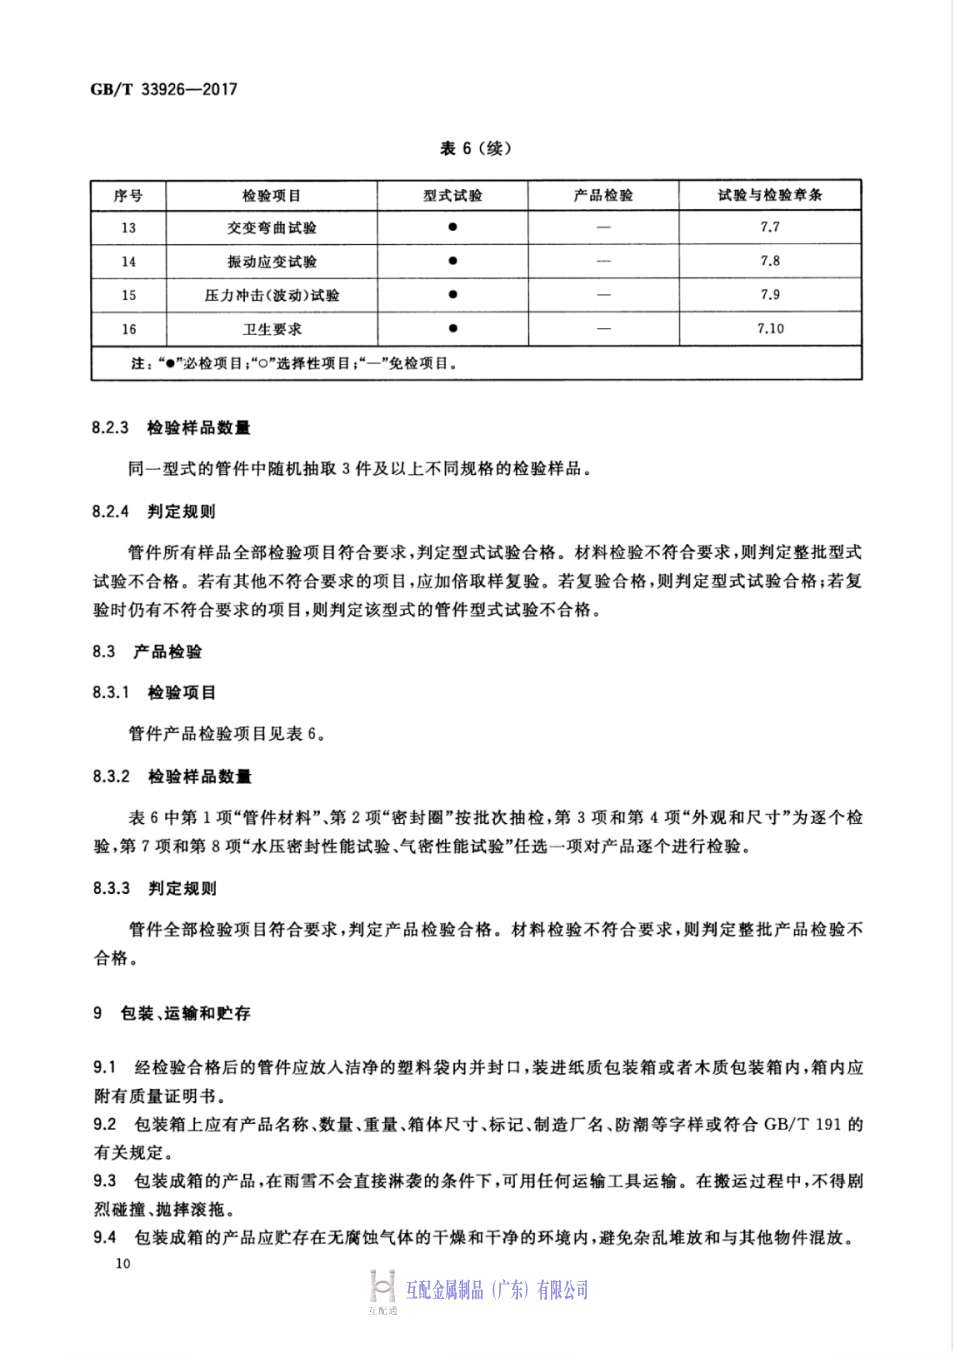 GB/T 33926—2017
表 6（续）
序号 检验项目 型式试验 产品检验 试验与检验章条
13 交变弯曲试验 ● — 7.7
14 振动应变试验 ● — 7.8
15 压力冲击(波动)试验 ● — 7.9
16 卫生要求 ● — 7.10
注：“●”必检项目；“○”选择性项目；“—”免检项目。
8.2.3 检验样品数量
同一型式的管件中随机抽取 3 件及以上不同规格的检验样品。
8.2.4 判定规则
管件所有样品全部检验项目符合要求，判定型式试验合格。材料检验不符合要求，则判定整批型式
试验不合格。若有其他不符合要求的项目，应加倍取样复验。若复验合格，则判定型式试验合格；若复
验时仍有不符合要求的项目，则判定该型式的管件型式试验不合格。
8.3 产品检验
8.3.1 检验项目
管件产品检验项目见表 6。
8.3.2 检验样品数量
表 6 中第 1 项“管件材料”、第 2 项“密封圈”按批次抽检，第 3 项和第 4 项“外观和尺寸”为逐个检
验，第 7 项和第 8 项“水压密封性能试验、气密性能试验”任选一项对产品逐个进行检验。
8.3.3 判定规则
管件全部检验项目符合要求，判定产品检验合格。材料检验不符合要求，则判定整批产品检验不
合格。
9 包装、运输和贮存
9.1 经检验合格后的管件应放入洁净的塑料袋内并封口，装进纸质包装箱或者木质包装箱内，箱内应
附有质量证明书。
9.2 包装箱上应有产品名称、数量、重量、箱体尺寸、标记、制造厂名、防潮等字样或符合 GB/T 191 的
有关规定。
9.3 包装成箱的产品，在雨雪不会直接淋袭的条件下，可用任何运输工具运输。在搬运过程中，不得剧
烈碰撞、抛摔滚拖。
9.4 包装成箱的产品应贮存在无腐蚀气体的干燥和干净的环境内，避免杂乱堆放和与其他物件混放。
10
互配通 互配金属制品（广东）有限公司